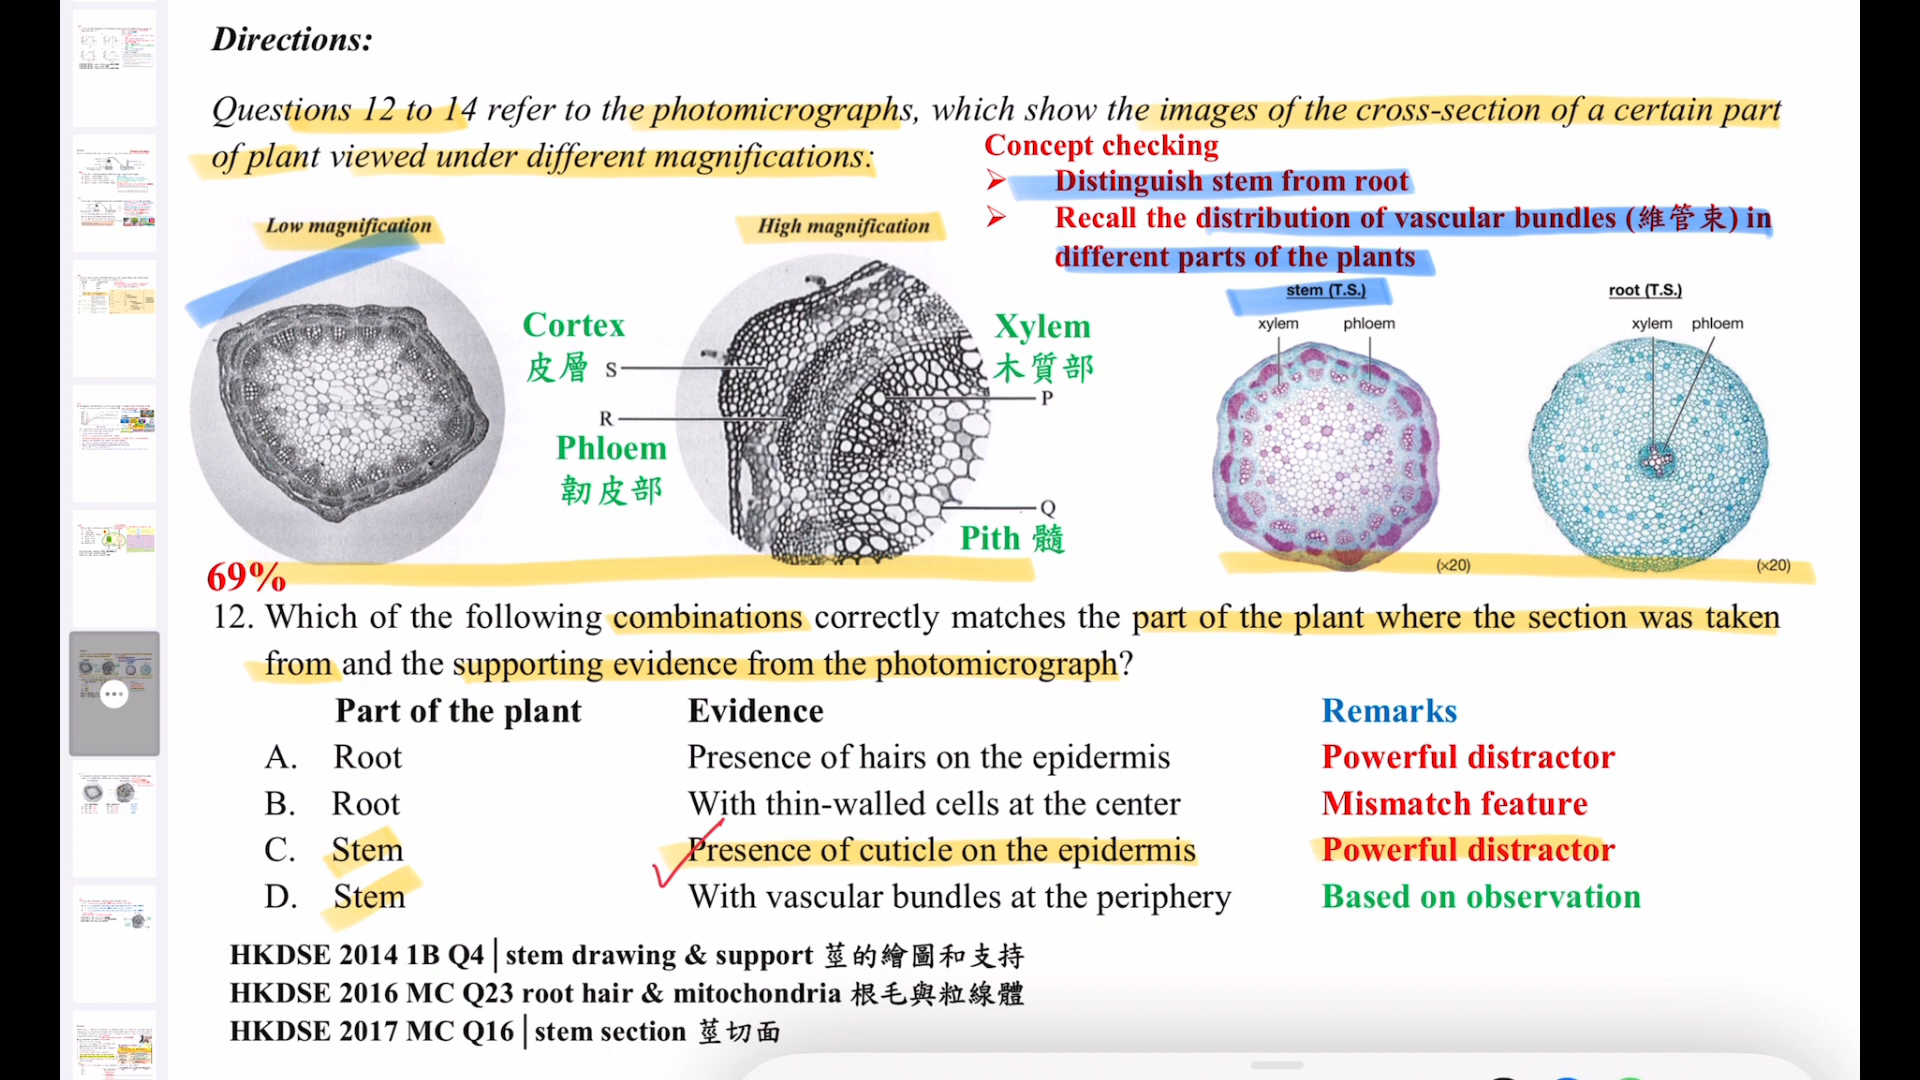 Directions:
Questions 12 to 14 refer to the photomicrographs, which show the images of the cross-section of a certain part
of plant viewed under different magnifications:
Concept checking
➢ Distinguish stem from root
➢ Recall the distribution of vascular bundles (維管束) in
different parts of the plants
Low magnification
High magnification
Cortex
皮層 S
R
Phloem
韌皮部
Xylem
木質部
P
Q
Pith 髓
stem (T.S.)
xylem phloem
(×20)
root (T.S.)
xylem phloem
(×20)
69%
12. Which of the following combinations correctly matches the part of the plant where the section was taken
from and the supporting evidence from the photomicrograph?
Part of the plant Evidence Remarks
A. Root Presence of hairs on the epidermis Powerful distractor
B. Root With thin-walled cells at the center Mismatch feature
C. Stem Presence of cuticle on the epidermis Powerful distractor
D. Stem With vascular bundles at the periphery Based on observation
HKDSE 2014 1B Q4│stem drawing & support 莖的繪圖和支持
HKDSE 2016 MC Q23 root hair & mitochondria 根毛與粒線體
HKDSE 2017 MC Q16│stem section 莖切面